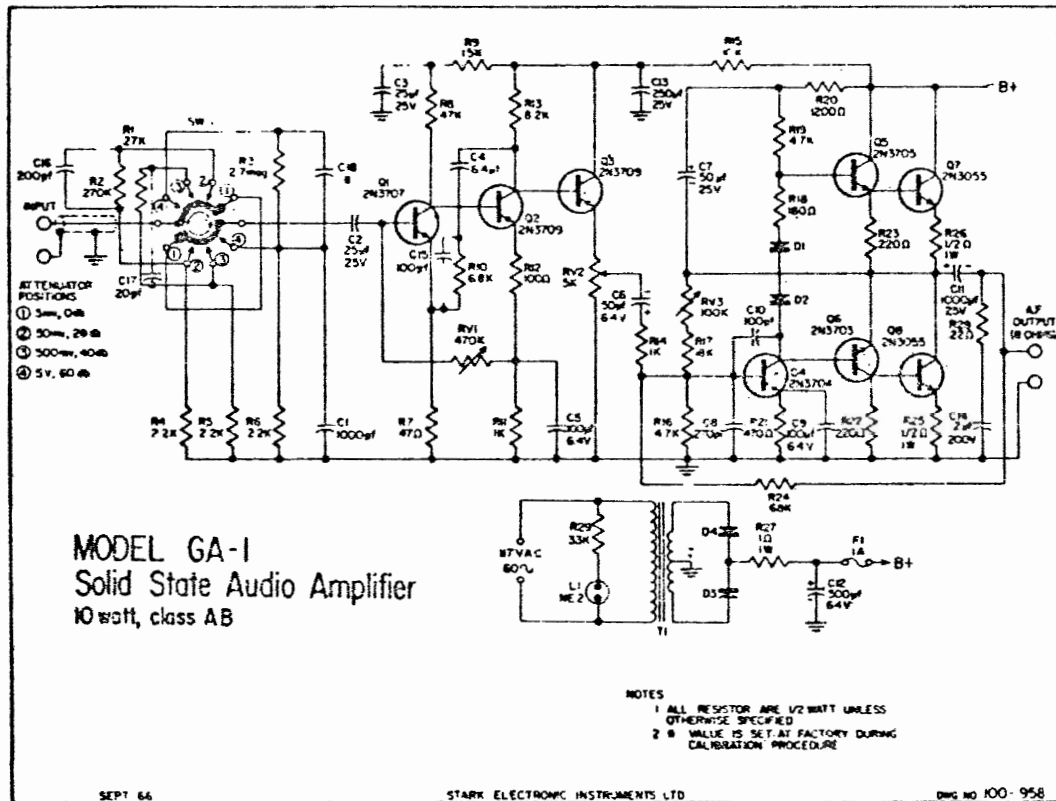 R9
15K
R15
C3
25µf
25V
R8
47K
R13
8.2K
C13
250µf
25V
R20
1200Ω
B+
R19
4.7K
R1
27K
SW
C16
200pf
R2
270K
R3
2.7meg
C18
*
C4
6.4µf
Q3
2N3709
C7
50µf
25V
Q5
2N3705
Q7
2N3055
INPUT
Q1
2N3707
Q2
2N3709
R18
180Ω
R23
220Ω
R26
1/2Ω
1W
D1
C2
25µf
25V
C15
100pf
R10
6.8K
R12
100Ω
RV2
5K
C17
20pf
ATTENUATOR
POSITIONS
① 5mv, 0db
② 50mv, 20db
③ 500mv, 40db
④ 5V, 60db
C6
50µf
6.4V
RV3
100K
D2
C10
100pf
C11
1000µf
25V
R29
22Ω
A.F.
OUTPUT
(8 OHMS)
RV1
470K
R14
1K
R17
18K
Q6
2N3703
Q8
2N3055
Q4
2N3704
R4
2.2K
R5
2.2K
R6
2.2K
C1
1000pf
R7
47Ω
R11
1K
C5
100µf
6.4V
R16
4.7K
C8
270pf
R21
470Ω
C9
100µf
6.4V
R22
220Ω
R25
1/2Ω
1W
C14
.2µf
200V
R24
68K
MODEL GA-1
Solid State Audio Amplifier
10 watt, class AB
117VAC
60~
R29
33K
L1
NE2
T1
D4
D3
R27
1Ω
1W
F1
1A
B+
C12
500µf
64V
NOTES
1 ALL RESISTOR ARE 1/2 WATT UNLESS
OTHERWISE SPECIFIED
2 * VALUE IS SET AT FACTORY DURING
CALIBRATION PROCEDURE
SEPT 66
STARK ELECTRONIC INSTRUMENTS LTD
DWG NO 100-958